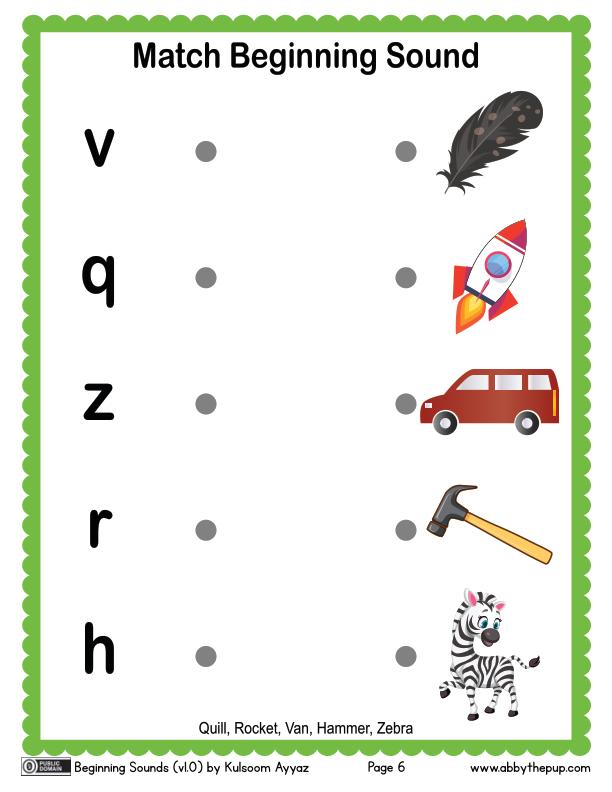 Match Beginning Sound
v
q
z
r
h
Quill, Rocket, Van, Hammer, Zebra
0 PUBLIC DOMAIN Beginning Sounds (v1.0) by Kulsoom Ayyaz Page 6 www.abbythepup.com